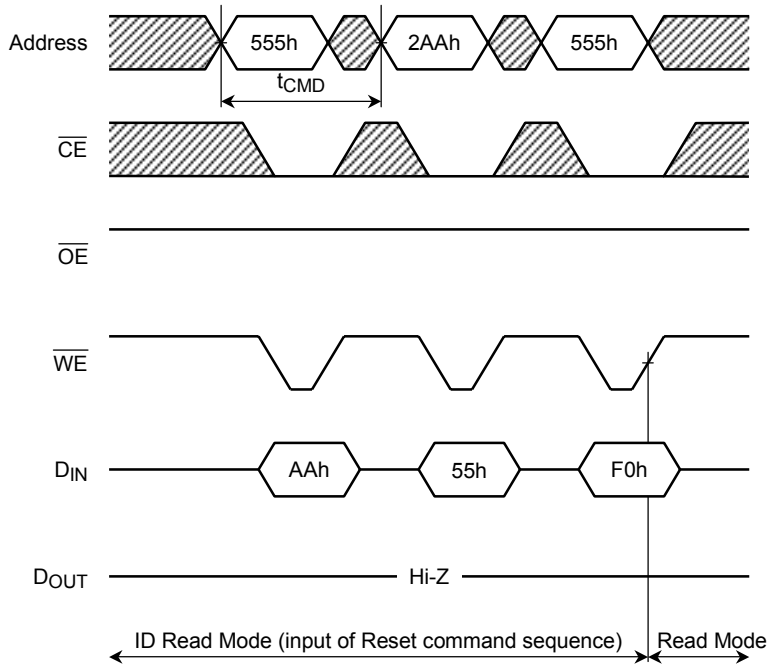 Address 555h 2AAh 555h
tCMD
CE
OE
WE
DIN AAh 55h F0h
DOUT Hi-Z
ID Read Mode (input of Reset command sequence) Read Mode